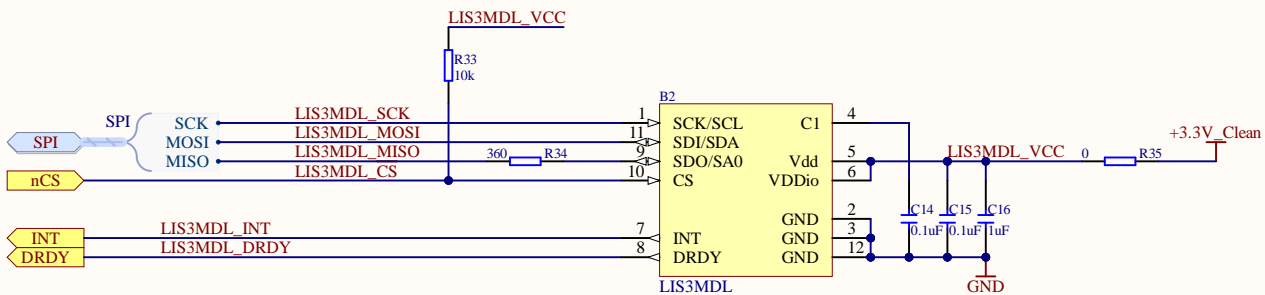 LIS3MDL_VCC
R33
10k
B2
SPI
SPI
SCK
MOSI
MISO
LIS3MDL_SCK
LIS3MDL_MOSI
LIS3MDL_MISO
LIS3MDL_CS
360
R34
nCS
1
11
9
10
SCK/SCL
SDI/SDA
SDO/SA0
CS
C1
Vdd
VDDio
4
5
6
LIS3MDL_VCC
0
R35
+3.3V_Clean
INT
DRDY
LIS3MDL_INT
LIS3MDL_DRDY
7
8
INT
DRDY
GND
GND
GND
2
3
12
C14
0.1uF
C15
0.1uF
C16
1uF
GND
LIS3MDL